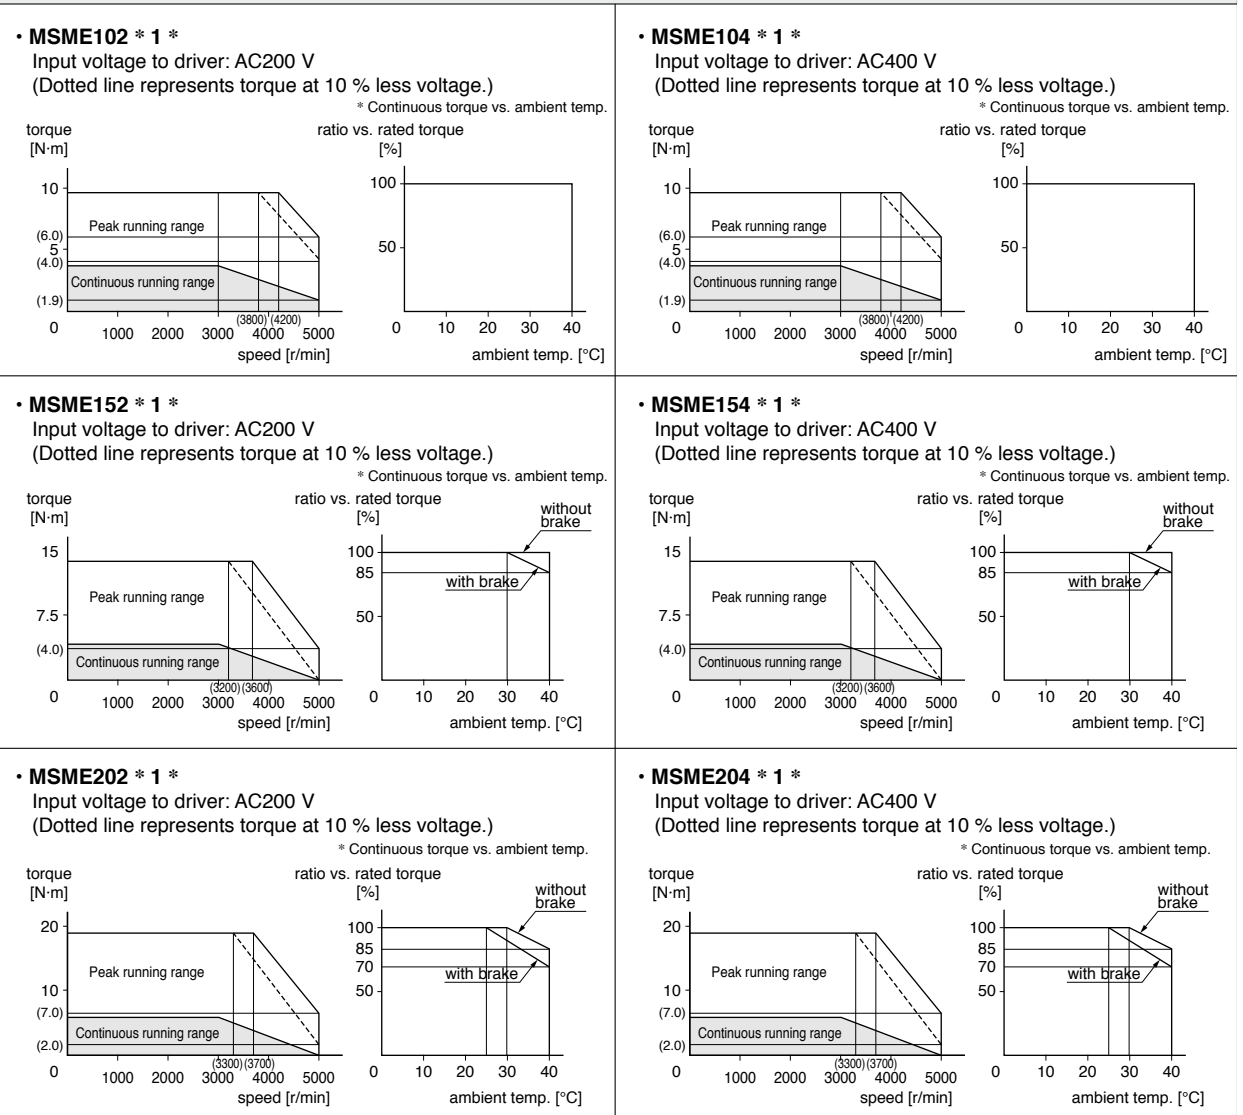 ・MSME102 * 1 *
Input voltage to driver: AC200 V
(Dotted line represents torque at 10 % less voltage.)
* Continuous torque vs. ambient temp.
torque
[N·m]
10
(6.0)
5
(4.0)
(1.9)
0
Peak running range
Continuous running range
(3800) (4200)
1000 2000 3000 4000 5000
speed [r/min]
ratio vs. rated torque
[%]
100
50
0 10 20 30 40
ambient temp. [°C]
・MSME104 * 1 *
Input voltage to driver: AC400 V
(Dotted line represents torque at 10 % less voltage.)
* Continuous torque vs. ambient temp.
torque
[N·m]
10
(6.0)
5
(4.0)
(1.9)
0
Peak running range
Continuous running range
(3800) (4200)
1000 2000 3000 4000 5000
speed [r/min]
ratio vs. rated torque
[%]
100
50
0 10 20 30 40
ambient temp. [°C]
・MSME152 * 1 *
Input voltage to driver: AC200 V
(Dotted line represents torque at 10 % less voltage.)
* Continuous torque vs. ambient temp.
torque
[N·m]
15
7.5
(4.0)
0
Peak running range
Continuous running range
(3200) (3600)
1000 2000 3000 4000 5000
speed [r/min]
ratio vs. rated torque
[%]
without
brake
100
85
with brake
50
0 10 20 30 40
ambient temp. [°C]
・MSME154 * 1 *
Input voltage to driver: AC400 V
(Dotted line represents torque at 10 % less voltage.)
* Continuous torque vs. ambient temp.
torque
[N·m]
15
7.5
(4.0)
0
Peak running range
Continuous running range
(3200) (3600)
1000 2000 3000 4000 5000
speed [r/min]
ratio vs. rated torque
[%]
without
brake
100
85
with brake
50
0 10 20 30 40
ambient temp. [°C]
・MSME202 * 1 *
Input voltage to driver: AC200 V
(Dotted line represents torque at 10 % less voltage.)
* Continuous torque vs. ambient temp.
torque
[N·m]
20
10
(7.0)
(2.0)
0
Peak running range
Continuous running range
(3300) (3700)
1000 2000 3000 4000 5000
speed [r/min]
ratio vs. rated torque
[%]
without
brake
100
85
70
with brake
50
0 10 20 30 40
ambient temp. [°C]
・MSME204 * 1 *
Input voltage to driver: AC400 V
(Dotted line represents torque at 10 % less voltage.)
* Continuous torque vs. ambient temp.
torque
[N·m]
20
10
(7.0)
(2.0)
0
Peak running range
Continuous running range
(3300) (3700)
1000 2000 3000 4000 5000
speed [r/min]
ratio vs. rated torque
[%]
without
brake
100
85
70
with brake
50
0 10 20 30 40
ambient temp. [°C]